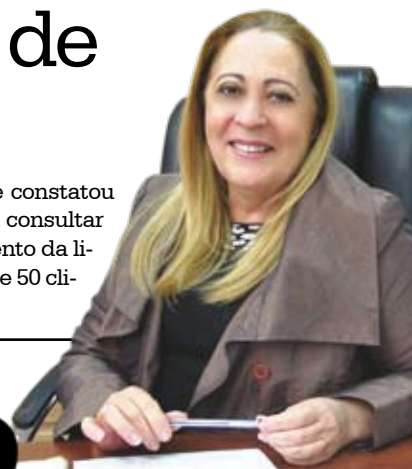 de
e constatou
consultar
ento da li-
e 50 cli-